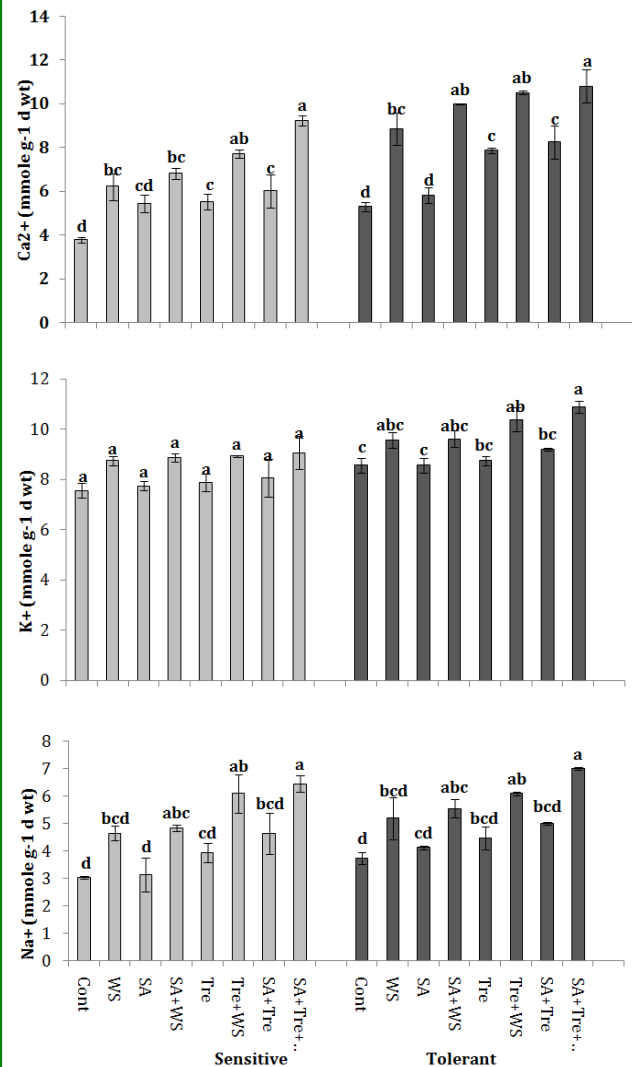 14
12
10
8
6
4
2
0
Ca2+ (mmole g-1 d wt)
d
bc
cd
bc
c
ab
c
a
d
bc
d
ab
c
ab
c
a
12
10
8
6
4
2
0
K+ (mmole g-1 d wt)
a
a
a
a
a
a
a
a
c
abc
c
abc
bc
ab
bc
a
8
7
6
5
4
3
2
1
0
Na+ (mmole g-1 d wt)
d
bcd
d
abc
cd
ab
bcd
a
d
bcd
cd
abc
bcd
ab
bcd
a
Cont
WS
SA
SA+WS
Tre
Tre+WS
SA+Tre
SA+Tre+..
Cont
WS
SA
SA+WS
Tre
Tre+WS
SA+Tre
SA+Tre+..
Sensitive
Tolerant